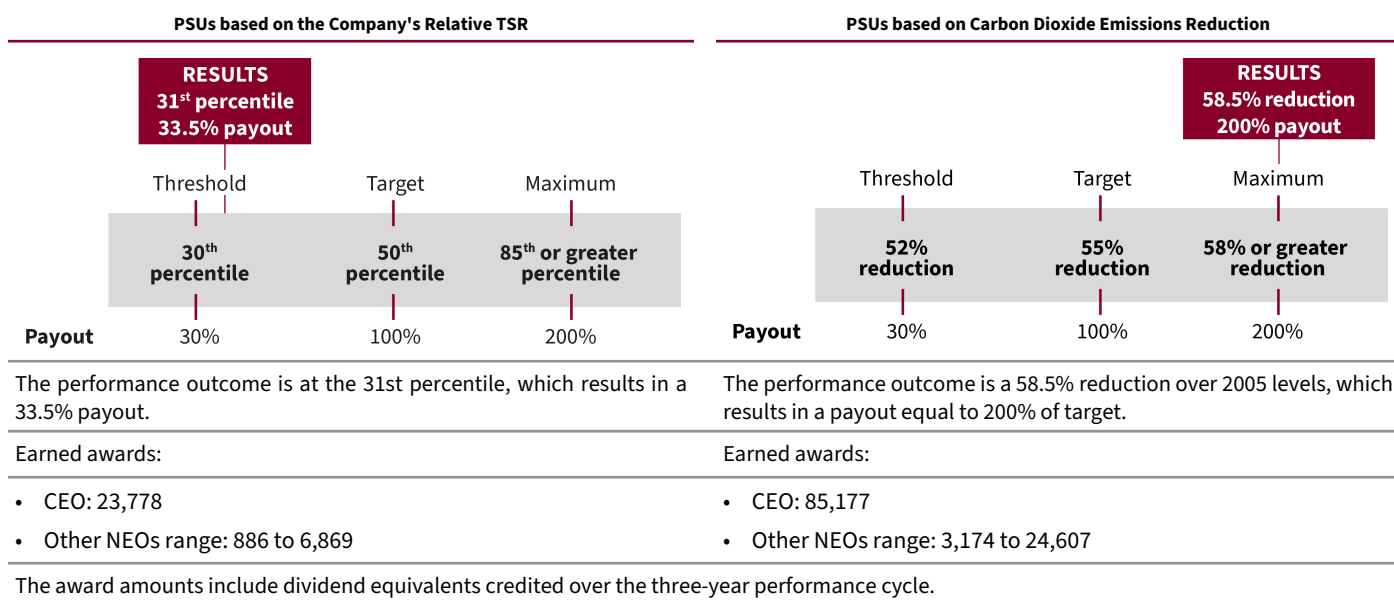 PSUs based on the Company's Relative TSR
RESULTS
31st percentile
33.5% payout
Threshold Target Maximum
30th percentile
50th percentile
85th or greater percentile
Payout 30% 100% 200%
The performance outcome is at the 31st percentile, which results in a
33.5% payout.
Earned awards:
• CEO: 23,778
• Other NEOs range: 886 to 6,869
PSUs based on Carbon Dioxide Emissions Reduction
RESULTS
58.5% reduction
200% payout
Threshold Target Maximum
52% reduction
55% reduction
58% or greater reduction
Payout 30% 100% 200%
The performance outcome is a 58.5% reduction over 2005 levels, which
results in a payout equal to 200% of target.
Earned awards:
• CEO: 85,177
• Other NEOs range: 3,174 to 24,607
The award amounts include dividend equivalents credited over the three-year performance cycle.